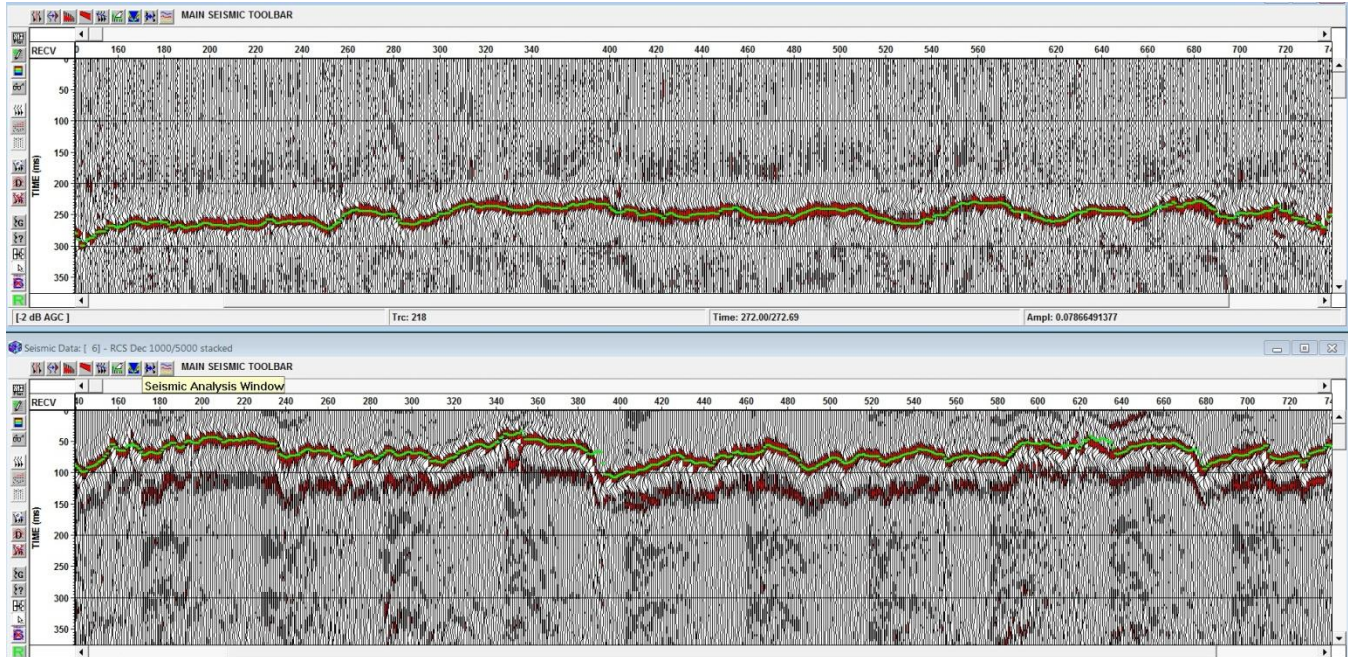 MAIN SEISMIC TOOLBAR
RECV 160 180 200 220 240 260 280 300 320 340 400 420 440 460 480 500 520 540 560 620 640 660 680 700 720
TIME (ms)
50
100
150
200
250
300
350
[-2 dB AGC ] Trc: 218 Time: 272.00/272.69 Ampl: 0.07866491377
Seismic Data: [ 6] - RCS Dec 1000/5000 stacked
MAIN SEISMIC TOOLBAR
Seismic Analysis Window
RECV 160 180 200 220 240 260 280 300 320 340 360 380 400 420 440 460 480 500 520 540 560 580 600 620 640 660 680 700 720
0
TIME (ms)
50
100
150
200
250
300
350